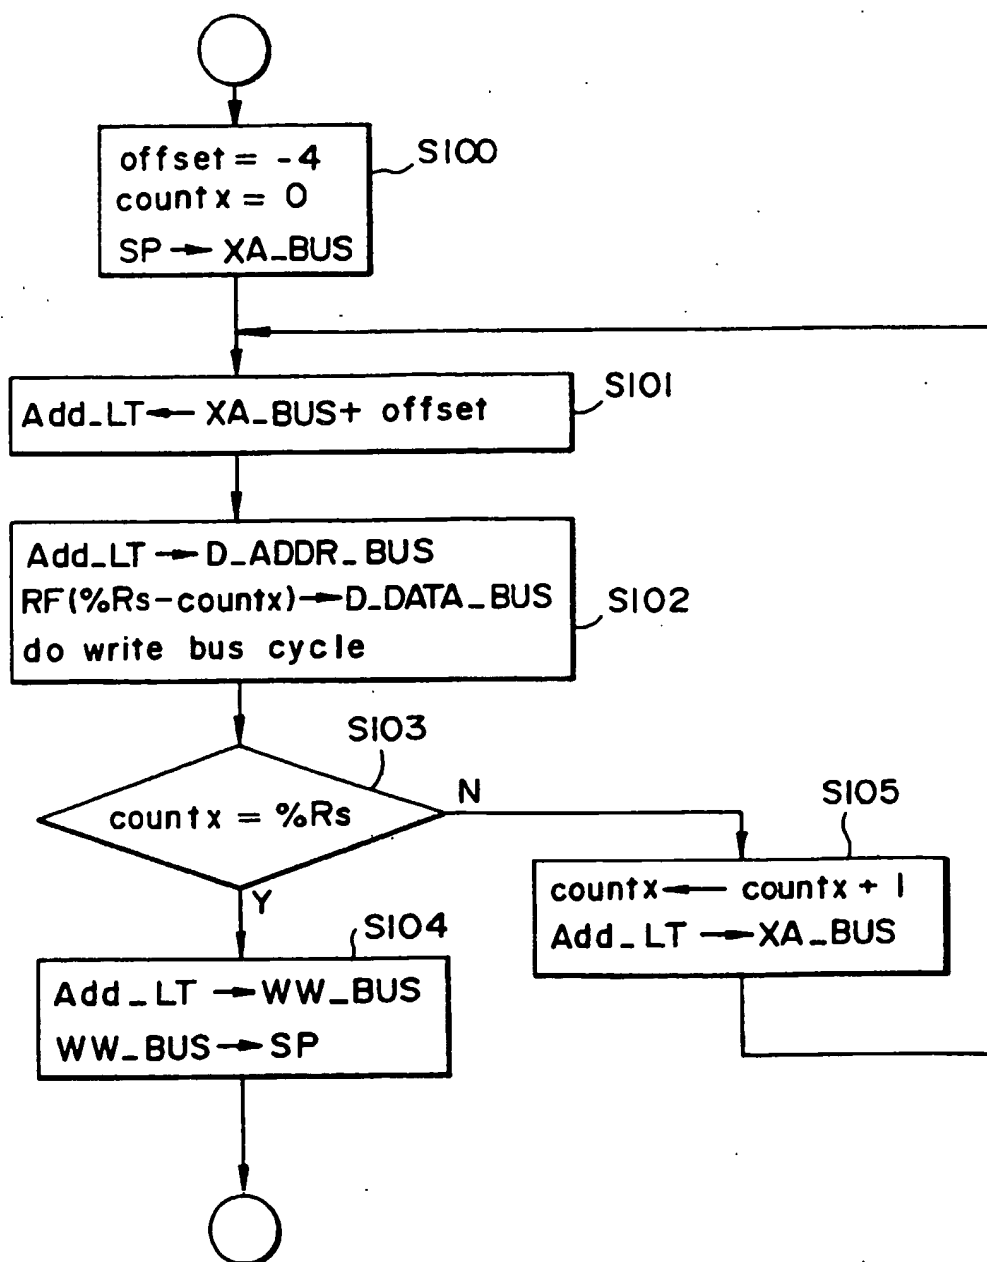 offset = -4
countx = 0
SP → XA_BUS
S100
Add_LT ← XA_BUS + offset
S101
Add_LT → D_ADDR_BUS
RF(%Rs-countx) → D_DATA_BUS
do write bus cycle
S102
S103
countx = %Rs
N
Y
S105
countx ← countx + 1
Add_LT → XA_BUS
S104
Add_LT → WW_BUS
WW_BUS → SP